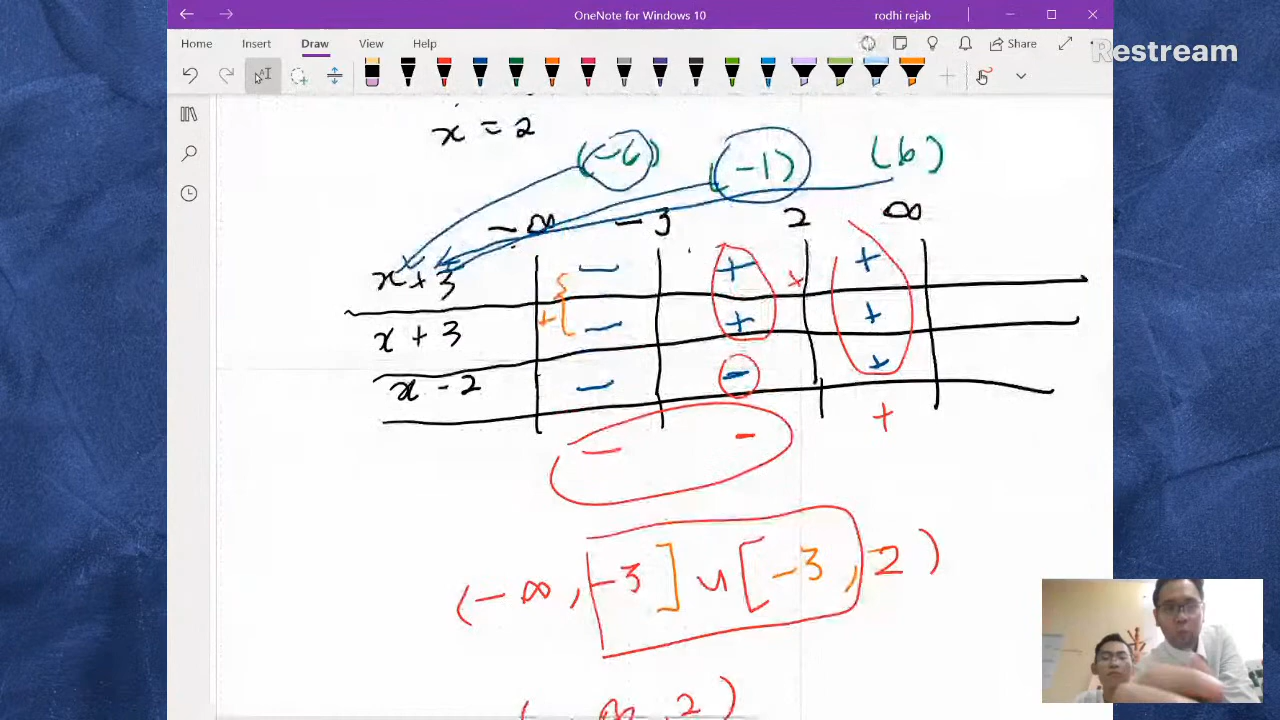 OneNote for Windows 10
rodhi rejab
Home Insert Draw View Help
Share
Restream
x = 2
(-6) (-1) (6)
-∞ -3 2 ∞
x + 3 - + +
x + 3 - + +
+
x - 2 - - +
- - +
(-∞, -3] ∪ [-3, 2)
(-∞, 2)